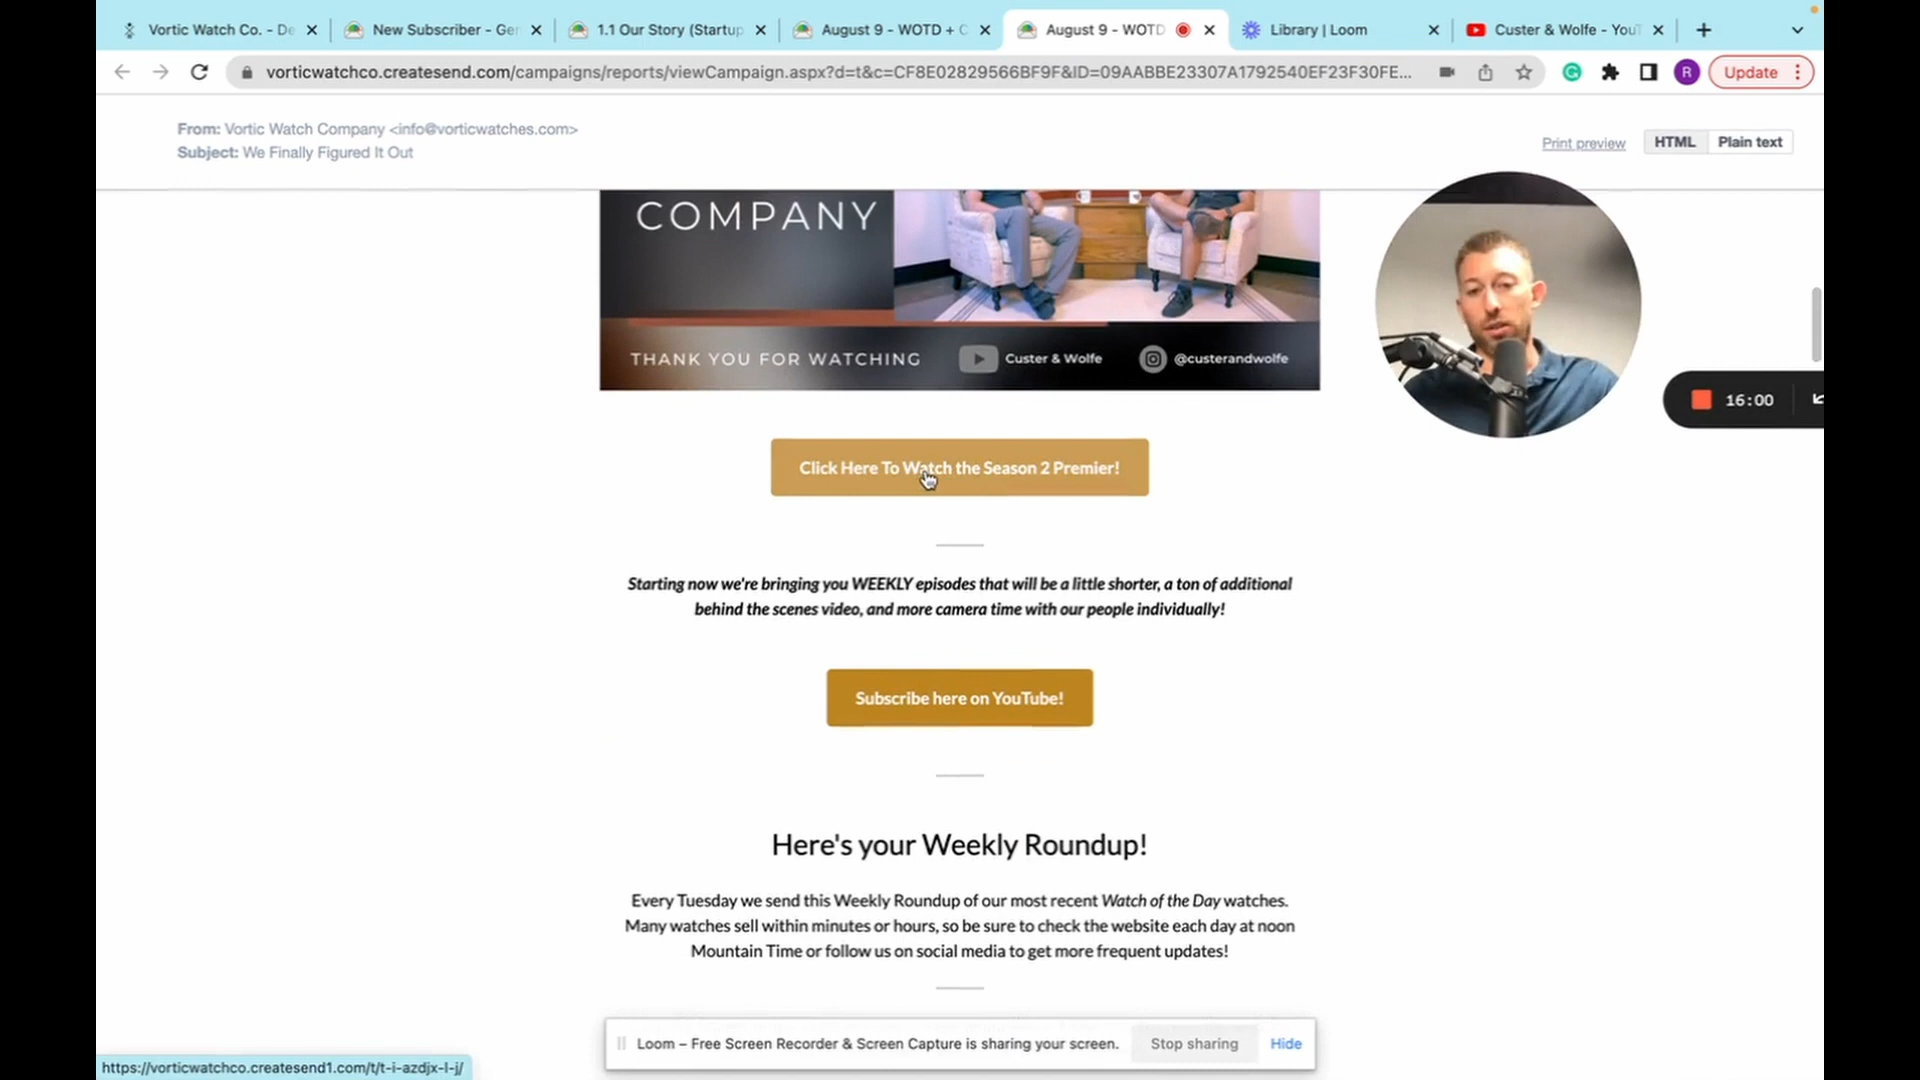 Vortic Watch Co. - De
New Subscriber - Ger
1.1 Our Story (Startup
August 9 - WOTD + C
August 9 - WOTD
Library | Loom
Custer & Wolfe - YouT
vorticwatchco.createsend.com/campaigns/reports/viewCampaign.aspx?d=t&c=CF8E02829566BF9F&ID=09AABBE23307A1792540EF23F30FE...
R
Update
From: Vortic Watch Company <info@vorticwatches.com>
Subject: We Finally Figured It Out
Print preview
HTML
Plain text
COMPANY
THANK YOU FOR WATCHING
Custer & Wolfe
@custerandwolfe
16:00
Click Here To Watch the Season 2 Premier!
Starting now we're bringing you WEEKLY episodes that will be a little shorter, a ton of additional
behind the scenes video, and more camera time with our people individually!
Subscribe here on YouTube!
Here's your Weekly Roundup!
Every Tuesday we send this Weekly Roundup of our most recent Watch of the Day watches.
Many watches sell within minutes or hours, so be sure to check the website each day at noon
Mountain Time or follow us on social media to get more frequent updates!
Loom – Free Screen Recorder & Screen Capture is sharing your screen.
Stop sharing
Hide
https://vorticwatchco.createsend1.com/t/t-i-azdjx-l-j/